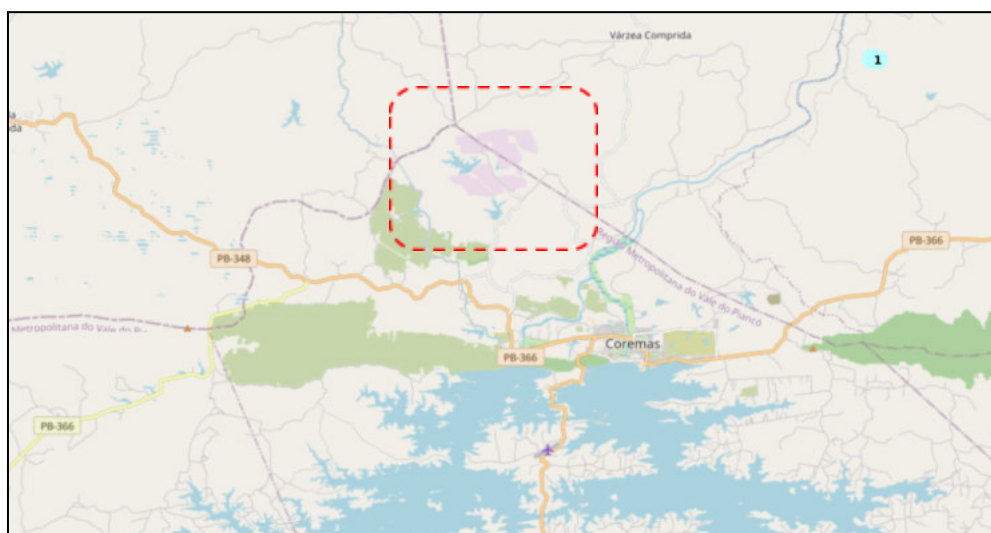 Várzea Comprida
1
da
PB-366
PB-348
Região Metropolitana do Vale do Piancó
Metropolitana do Vale do
Coremas
PB-366
PB-366